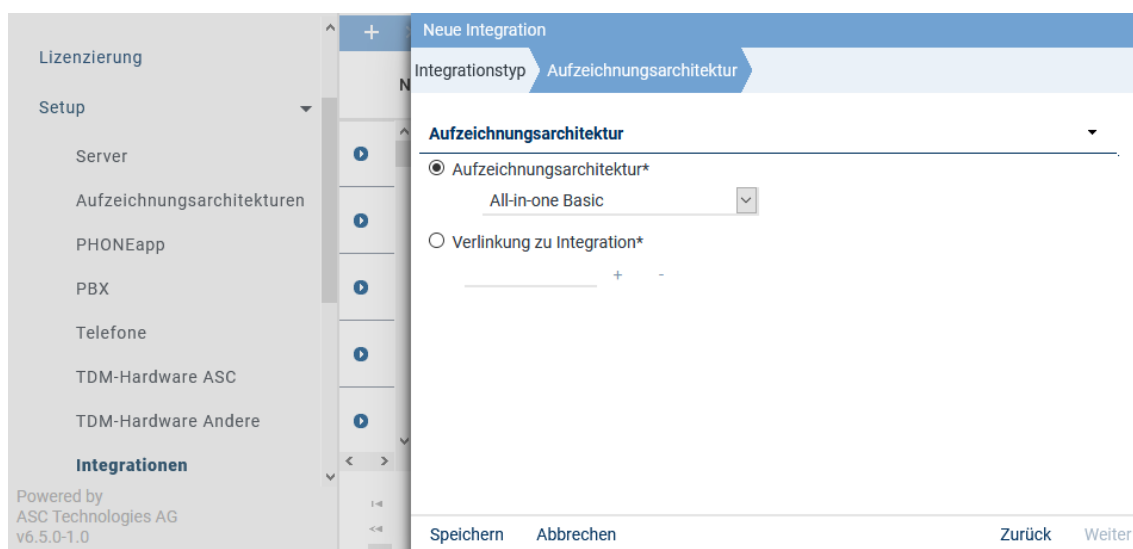 Lizenzierung
Setup
Server
Aufzeichnungsarchitekturen
PHONEapp
PBX
Telefone
TDM-Hardware ASC
TDM-Hardware Andere
Integrationen
Powered by
ASC Technologies AG
v6.5.0-1.0
+
N
Neue Integration
Integrationstyp Aufzeichnungsarchitektur
Aufzeichnungsarchitektur
Aufzeichnungsarchitektur*
All-in-one Basic
Verlinkung zu Integration*
+ -
Speichern Abbrechen Zurück Weiter